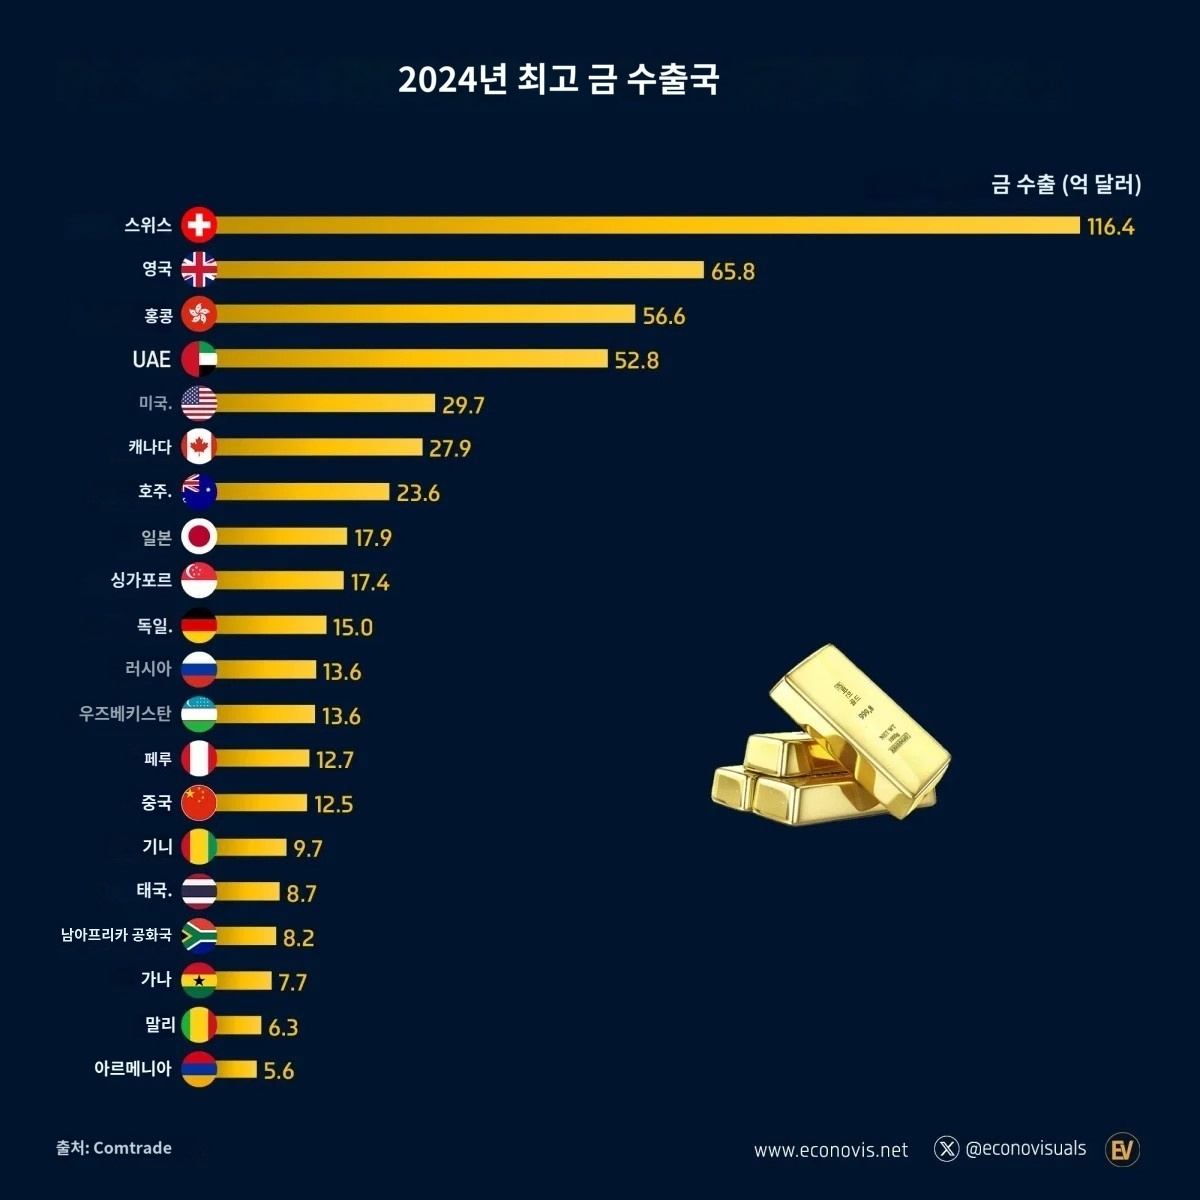 2024년 최고 금 수출국
금 수출 (억 달러)
스위스 116.4
영국 65.8
홍콩 56.6
UAE 52.8
미국. 29.7
캐나다 27.9
호주. 23.6
일본 17.9
싱가포르 17.4
독일. 15.0
러시아 13.6
우즈베키스탄 13.6
페루 12.7
중국 12.5
기니 9.7
태국. 8.7
남아프리카 공화국 8.2
가나 7.7
말리 6.3
아르메니아 5.6
골드
999,8
NET WT
출처: Comtrade
www.econovis.net
@econovisuals
EV